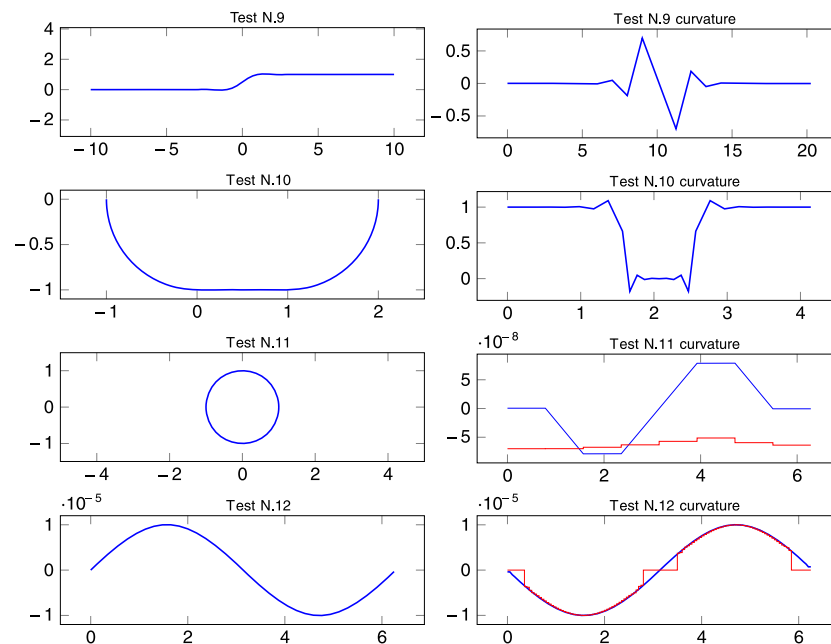 Test N.9
4
2
0
−2
−10 −5 0 5 10
Test N.9 curvature
0.5
0
−0.5
0 5 10 15 20
Test N.10
0
−0.5
−1
−1 0 1 2
Test N.10 curvature
1
0.5
0
0 1 2 3 4
Test N.11
1
0
−1
−4 −2 0 2 4
·10−8
Test N.11 curvature
5
0
−5
0 2 4 6
·10−5
Test N.12
1
0
−1
0 2 4 6
·10−5
Test N.12 curvature
1
0
−1
0 2 4 6